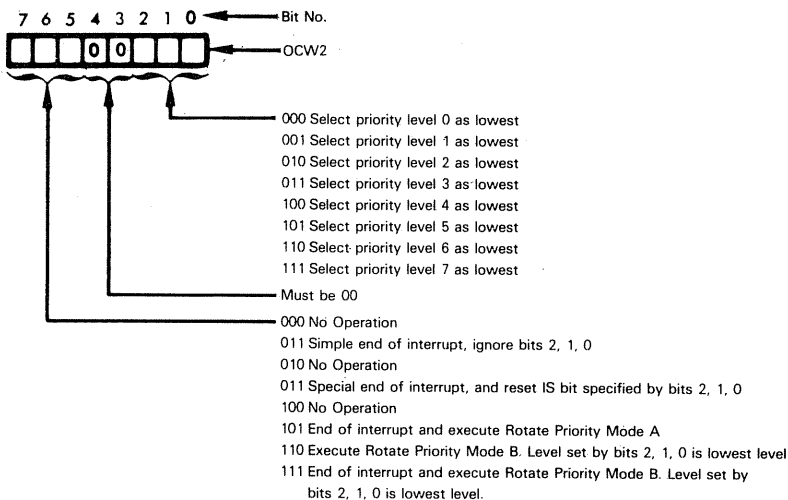 7 6 5 4 3 2 1 0 Bit No.
0 0 OCW2
000 Select priority level 0 as lowest
001 Select priority level 1 as lowest
010 Select priority level 2 as lowest
011 Select priority level 3 as lowest
100 Select priority level 4 as lowest
101 Select priority level 5 as lowest
110 Select priority level 6 as lowest
111 Select priority level 7 as lowest
Must be 00
000 No Operation
011 Simple end of interrupt, ignore bits 2, 1, 0
010 No Operation
011 Special end of interrupt, and reset IS bit specified by bits 2, 1, 0
100 No Operation
101 End of interrupt and execute Rotate Priority Mode A
110 Execute Rotate Priority Mode B. Level set by bits 2, 1, 0 is lowest level
111 End of interrupt and execute Rotate Priority Mode B. Level set by
bits 2, 1, 0 is lowest level.